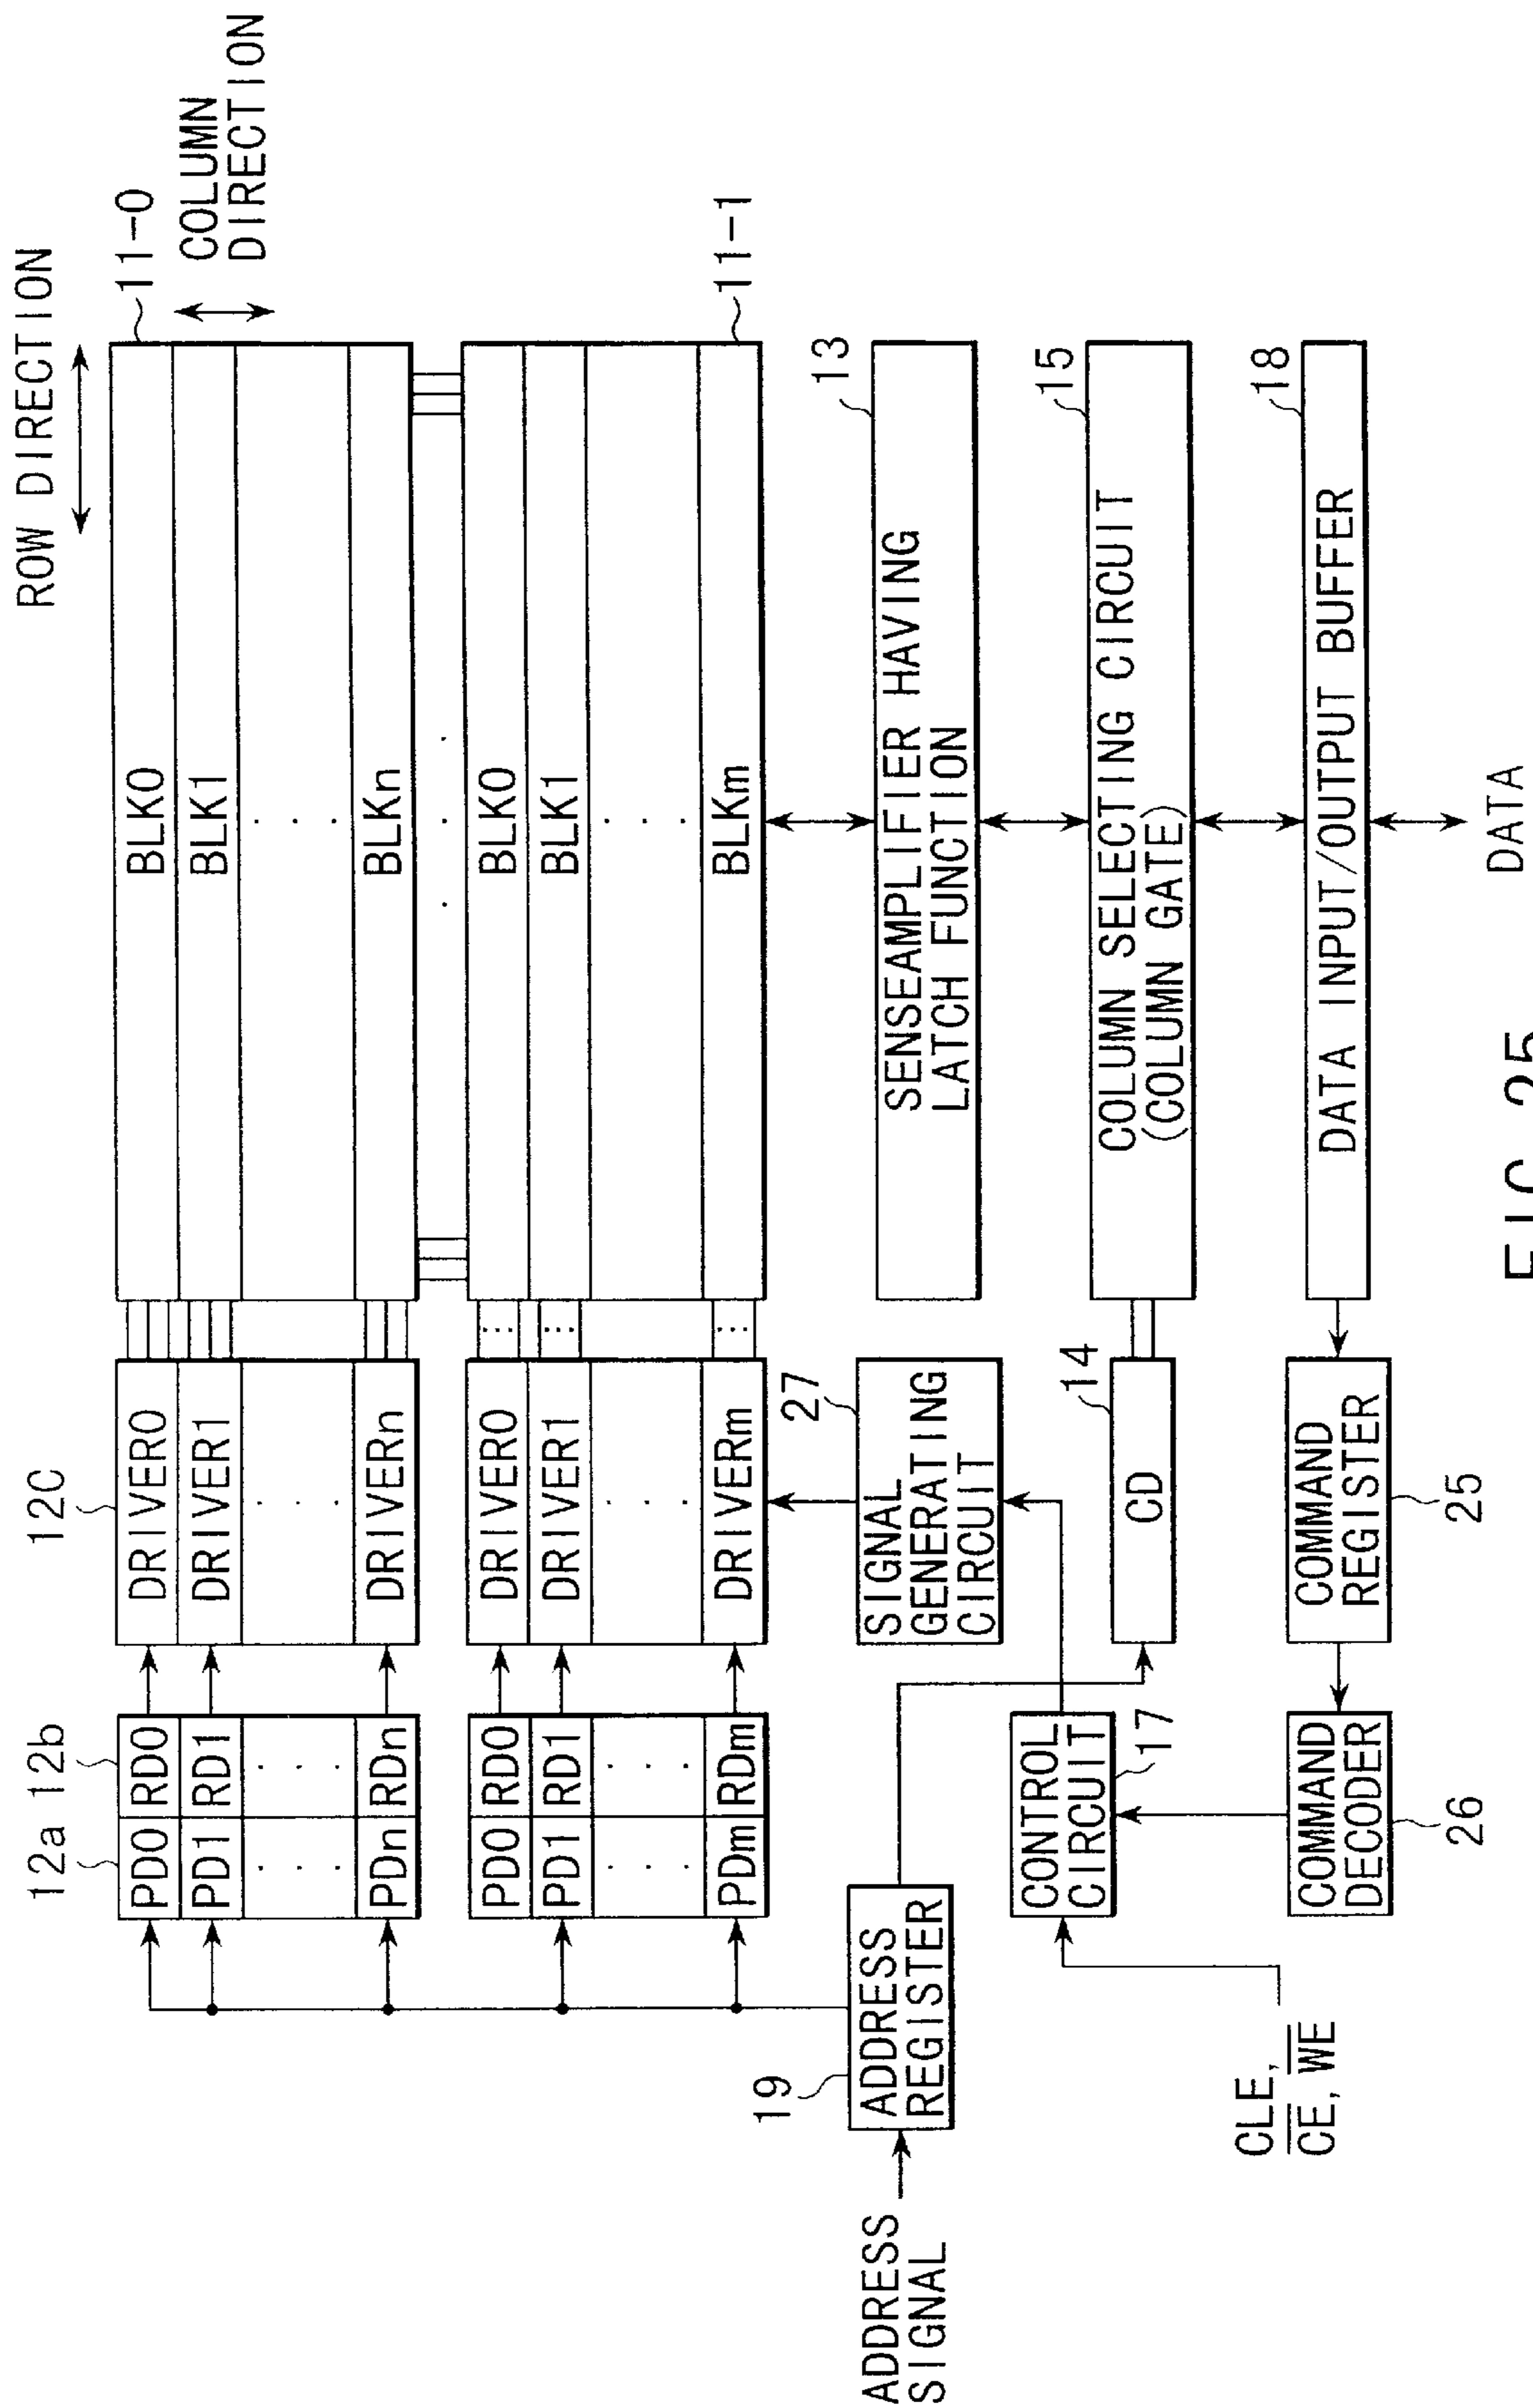 ROW DIRECTION
11-0
COLUMN
DIRECTION
12a 12b
12C
PD0 RD0
DRIVER0
BLK0
PD1 RD1
DRIVER1
BLK1
PDn RDn
DRIVERn
BLKn
PD0 RD0
DRIVER0
BLK0
PD1 RD1
DRIVER1
BLK1
PDm RDm
DRIVERm
BLKm
11-1
19
ADDRESS
REGISTER
ADDRESS
SIGNAL
27
SIGNAL
GENERATING
CIRCUIT
13
SENSEAMPLIFIER HAVING
LATCH FUNCTION
CONTROL
CIRCUIT
17
14
CD
15
COLUMN SELECTING CIRCUIT
(COLUMN GATE)
CLE,
C̅E̅, W̅E̅
COMMAND
DECODER
26
COMMAND
REGISTER
25
18
DATA INPUT/OUTPUT BUFFER
DATA
FIG. 25